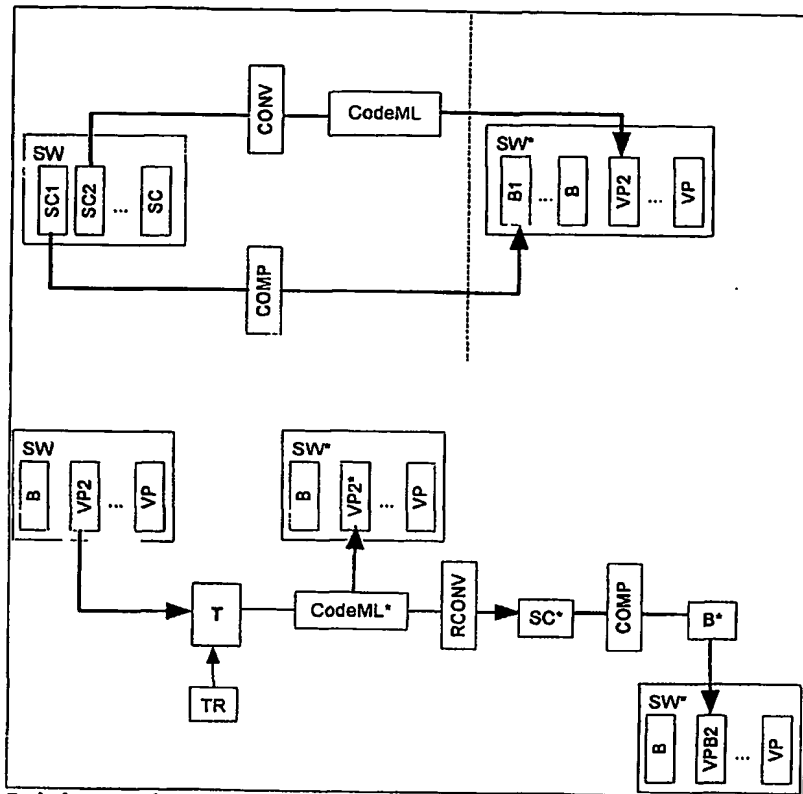 CONV
CodeML
SW
SC1
SC2
...
SC
SW*
B1
...
B
VP2
...
VP
COMP
SW
B
VP2
...
VP
SW*
B
VP2*
...
VP
T
CodeML*
RCONV
SC*
COMP
B*
TR
SW*
B
VPB2
...
VP